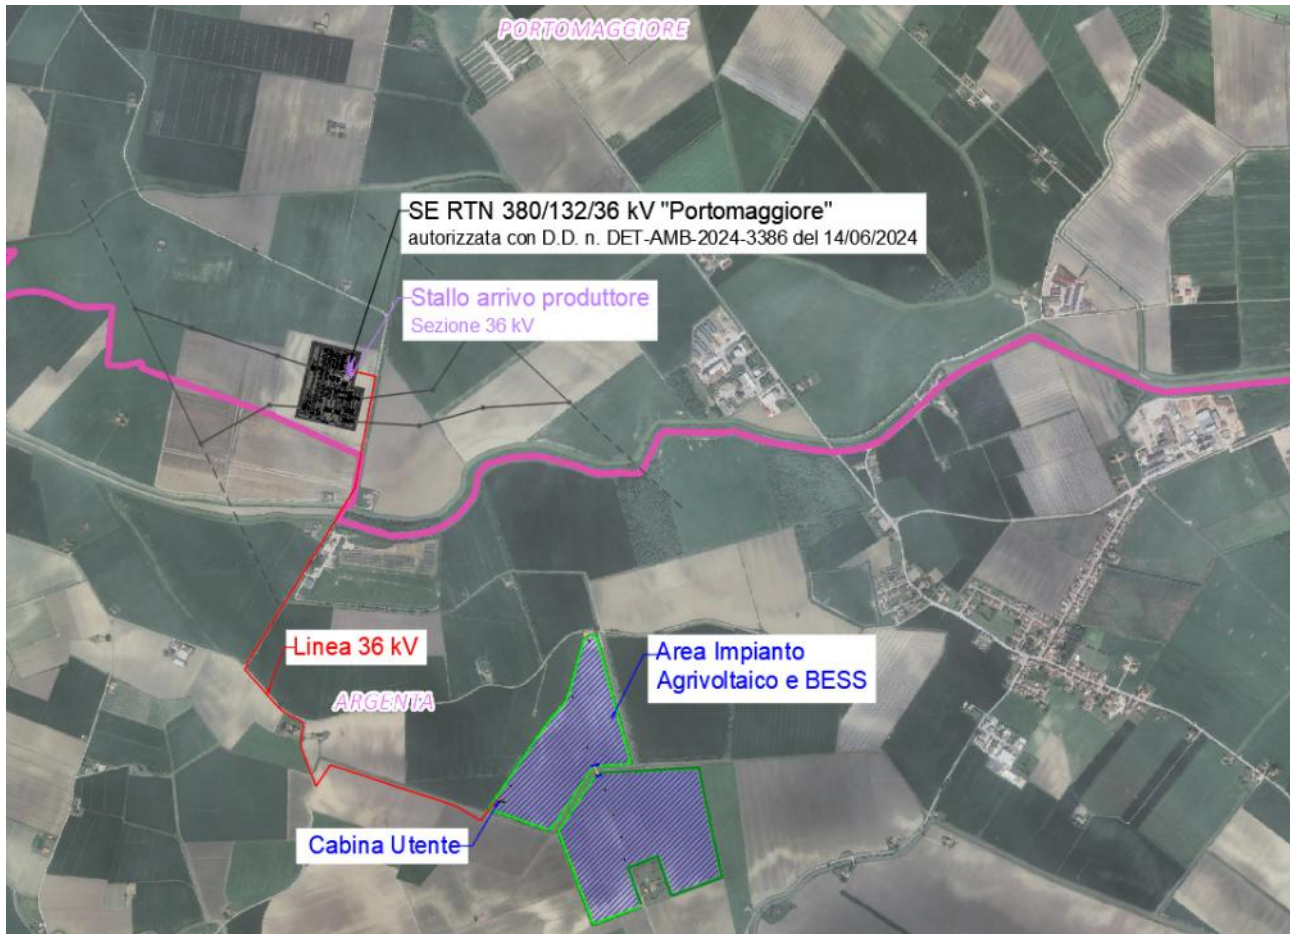 PORTOMAGGIORE
SE RTN 380/132/36 kV "Portomaggiore"
autorizzata con D.D. n. DET-AMB-2024-3386 del 14/06/2024
Stallo arrivo produttore
Sezione 36 kV
Linea 36 kV
Area Impianto
Agrivoltaico e BESS
ARGENTA
Cabina Utente